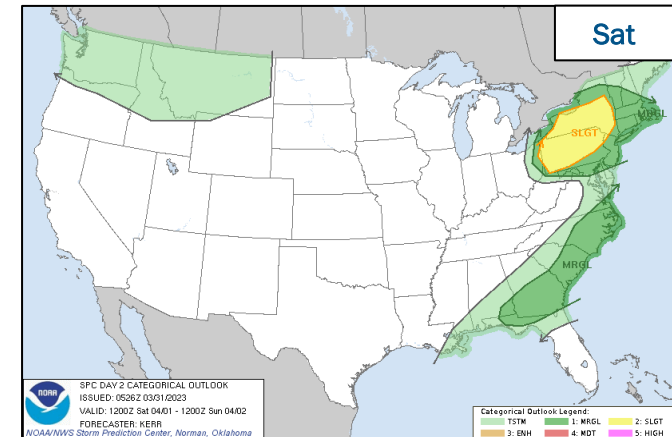 Sat
MRGL
SLGT
MRGL
NOAA
SPC DAY 2 CATEGORICAL OUTLOOK
ISSUED: 0526Z 03/31/2023
VALID: 1200Z Sat 04/01 - 1200Z Sun 04/02
FORECASTER: KERR
NOAA/NWS Storm Prediction Center, Norman, Oklahoma
Categorical Outlook Legend:
TSTM 1: MRGL 2: SLGT
3: ENH 4: MDT 5: HIGH